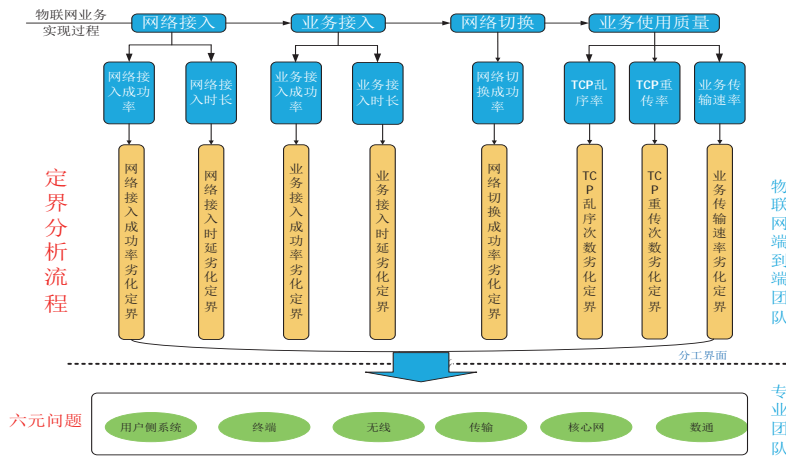 物联网业务
实现过程
网络接入
业务接入
网络切换
业务使用质量
网络接
入成功
率
网络接
入时长
业务接
入成功
率
业务接
入时长
网络切
换成功
率
TCP乱
序率
TCP重
传率
业务传
输速率
定界分析流程
网络接入成功率劣化定界
网络接入时延劣化定界
业务接入成功率劣化定界
业务接入时延劣化定界
网络切换成功率劣化定界
TCP乱序次数劣化定界
TCP重传次数劣化定界
业务传输速率劣化定界
物联网端到端团队
分工界面
六元问题
用户侧系统
终端
无线
传输
核心网
数通
专业团队